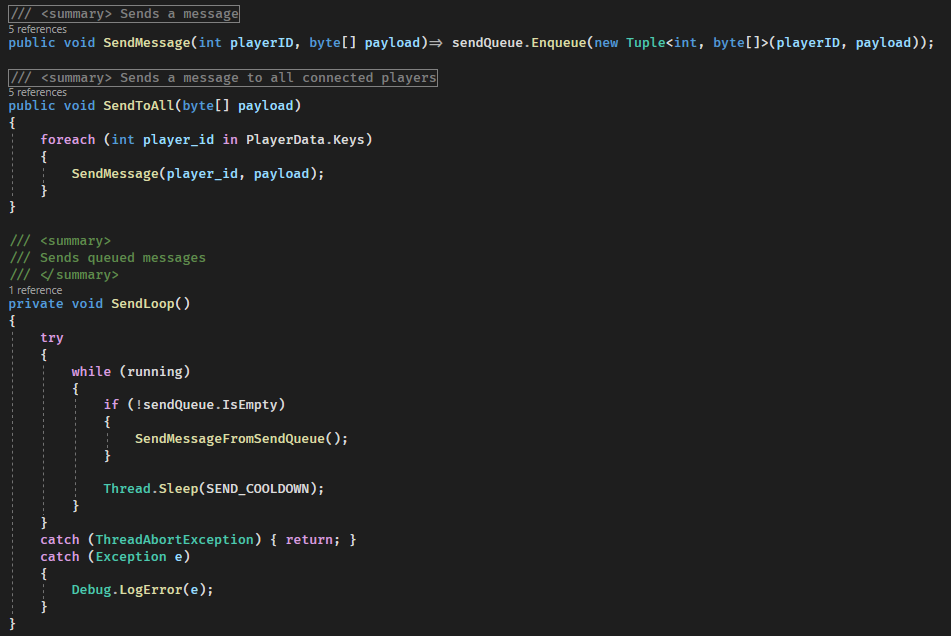 /// <summary> Sends a message
5 references
public void SendMessage(int playerID, byte[] payload)⇒ sendQueue.Enqueue(new Tuple<int, byte[]>(playerID, payload));
/// <summary> Sends a message to all connected players
5 references
public void SendToAll(byte[] payload)
{
foreach (int player_id in PlayerData.Keys)
{
SendMessage(player_id, payload);
}
}
/// <summary>
/// Sends queued messages
/// </summary>
1 reference
private void SendLoop()
{
try
{
while (running)
{
if (!sendQueue.IsEmpty)
{
SendMessageFromSendQueue();
}
Thread.Sleep(SEND_COOLDOWN);
}
}
catch (ThreadAbortException) { return; }
catch (Exception e)
{
Debug.LogError(e);
}
}